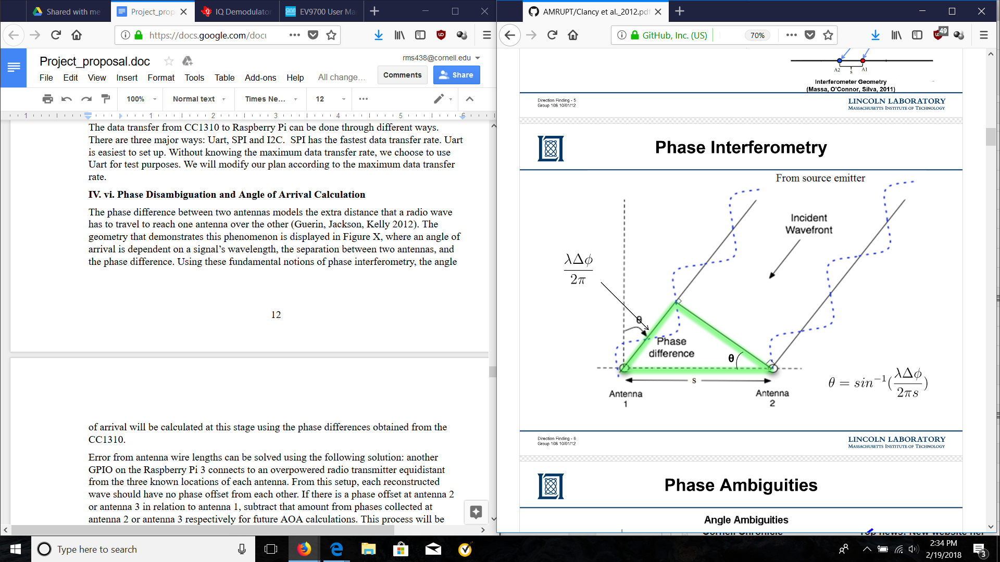 Shared with me
Project_prop
IQ Demodulator
EV9700 User Ma
https://docs.google.com/docu
Project_proposal.doc
rms438@cornell.edu
File Edit View Insert Format Tools Table Add-ons Help All change...
Comments
Share
100% Normal text Times Ne... 12
1 1 2 3 4 5 6
The data transfer from CC1310 to Raspberry Pi can be done through different ways.
There are three major ways: Uart, SPI and I2C. SPI has the fastest data transfer rate. Uart
is easiest to set up. Without knowing the maximum data transfer rate, we choose to use
Uart for test purposes. We will modify our plan according to the maximum data transfer
rate.
IV. vi. Phase Disambiguation and Angle of Arrival Calculation
The phase difference between two antennas models the extra distance that a radio wave
has to travel to reach one antenna over the other (Guerin, Jackson, Kelly 2012). The
geometry that demonstrates this phenomenon is displayed in Figure X, where an angle of
arrival is dependent on a signal’s wavelength, the separation between two antennas, and
the phase difference. Using these fundamental notions of phase interferometry, the angle
12
of arrival will be calculated at this stage using the phase differences obtained from the
CC1310.
Error from antenna wire lengths can be solved using the following solution: another
GPIO on the Raspberry Pi 3 connects to an overpowered radio transmitter equidistant
from the three known locations of each antenna. From this setup, each reconstructed
wave should have no phase offset from each other. If there is a phase offset at antenna 2
or antenna 3 in relation to antenna 1, subtract that amount from phases collected at
antenna 2 or antenna 3 respectively for future AOA calculations. This process will be
AMRUPT/Clancy et al._2012.pdf
GitHub, Inc. (US)
70%
49
A2 s A1
Interferometer Geometry
(Massa, O'Connor, Silva, 2011)
Direction Finding - 5
Group 108 10/01/12
LINCOLN LABORATORY
MASSACHUSETTS INSTITUTE OF TECHNOLOGY
Phase Interferometry
From source emitter
Incident
Wavefront
λΔϕ
2π
θ
Phase
difference
θ
s
Antenna
1
Antenna
2
θ = sin⁻¹(λΔϕ/2πs)
Direction Finding - 6
Group 108 10/01/12
LINCOLN LABORATORY
MASSACHUSETTS INSTITUTE OF TECHNOLOGY
Phase Ambiguities
Angle Ambiguities
Type here to search
2:34 PM
2/19/2018
3